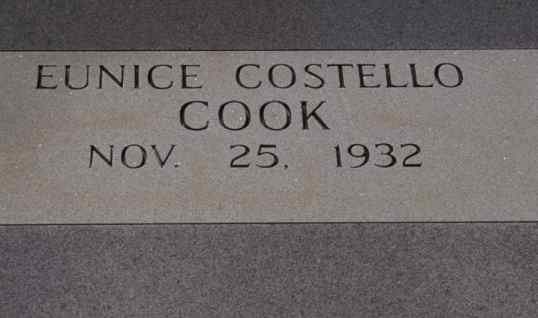 EUNICE COSTELLO
COOK
NOV. 25, 1932